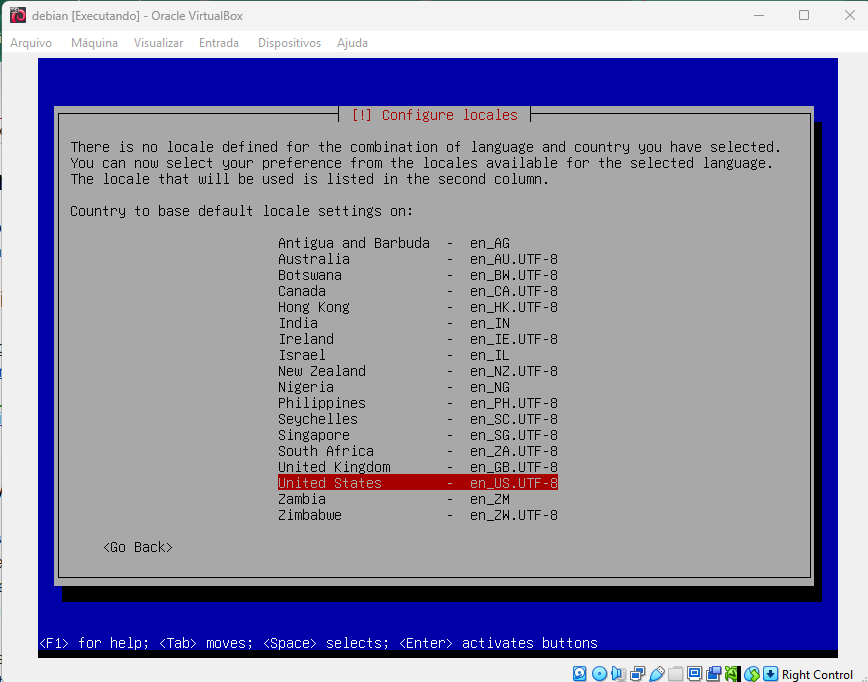 debian [Executando] - Oracle VirtualBox
Arquivo Máquina Visualizar Entrada Dispositivos Ajuda
[!] Configure locales
There is no locale defined for the combination of language and country you have selected.
You can now select your preference from the locales available for the selected language.
The locale that will be used is listed in the second column.
Country to base default locale settings on:
Antigua and Barbuda - en_AG
Australia - en_AU.UTF-8
Botswana - en_BW.UTF-8
Canada - en_CA.UTF-8
Hong Kong - en_HK.UTF-8
India - en_IN
Ireland - en_IE.UTF-8
Israel - en_IL
New Zealand - en_NZ.UTF-8
Nigeria - en_NG
Philippines - en_PH.UTF-8
Seychelles - en_SC.UTF-8
Singapore - en_SG.UTF-8
South Africa - en_ZA.UTF-8
United Kingdom - en_GB.UTF-8
United States - en_US.UTF-8
Zambia - en_ZM
Zimbabwe - en_ZW.UTF-8
<Go Back>
<F1> for help; <Tab> moves; <Space> selects; <Enter> activates buttons
Right Control